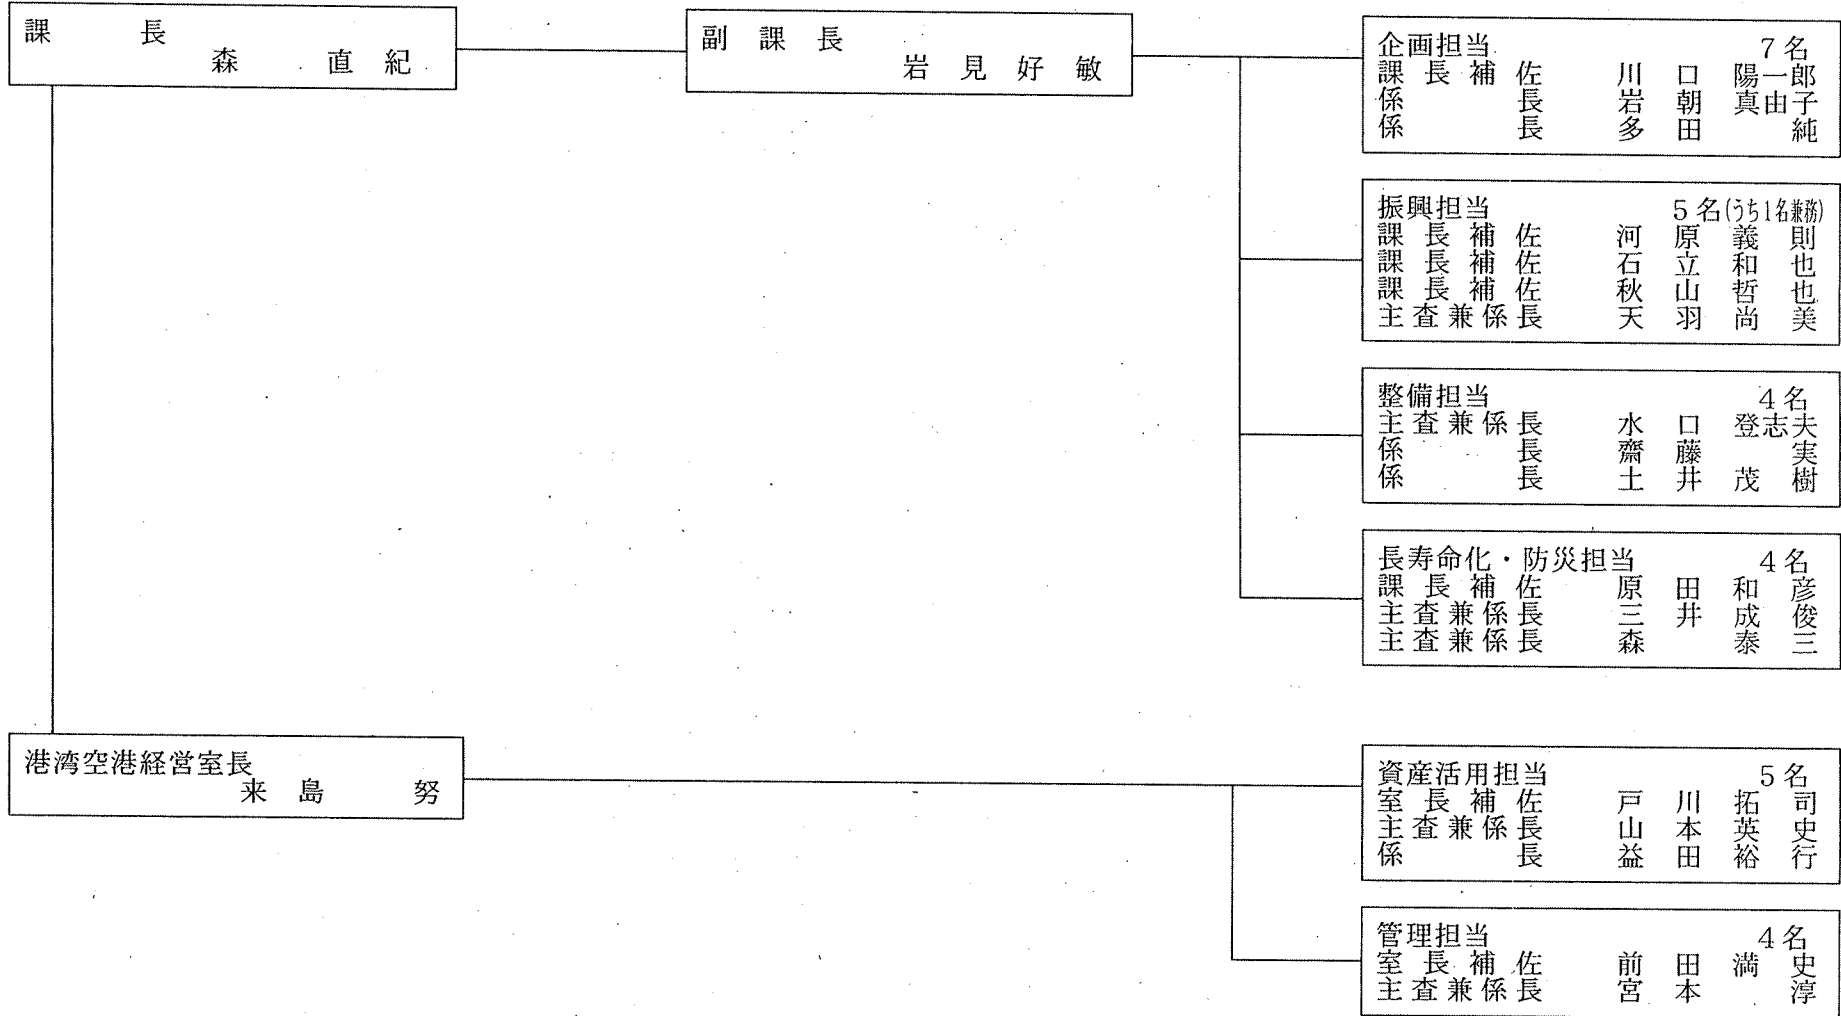 課長
森直紀
副課長
岩見好敏
企画担当 7名
課長補佐 川口陽一郎
係長 岩朝真由子
係長 多田純
振興担当 5名(うち1名兼務)
課長補佐 河原義則
課長補佐 石立和也
課長補佐 秋山哲也
主査兼係長 天羽尚美
整備担当 4名
主査兼係長 水口登志夫
係長 齋藤実
係長 土井茂樹
長寿命化・防災担当 4名
課長補佐 原田和彦
主査兼係長 三井成俊
主査兼係長 森泰三
港湾空港経営室長
来島努
資産活用担当 5名
室長補佐 戸川拓司
主査兼係長 山本英史
係長 益田裕行
管理担当 4名
室長補佐 前田満史
主査兼係長 宮本淳